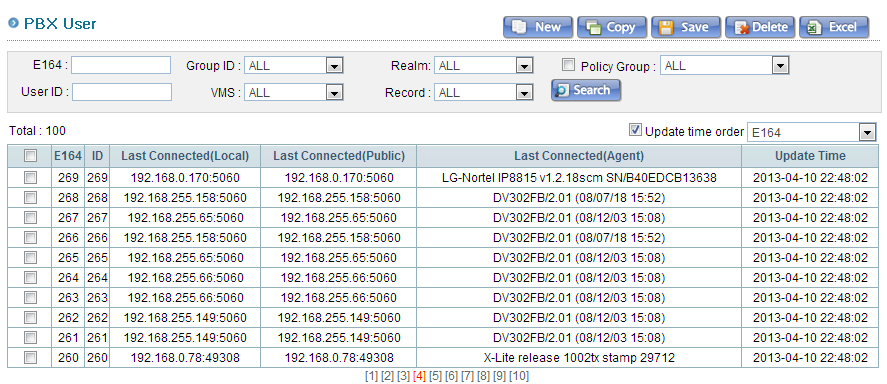 PBX User
New Copy Save Delete Excel
E164 : Group ID : ALL Realm: ALL Policy Group : ALL
User ID : VMS: ALL Record : ALL Search
Total : 100 Update time order E164
E164 ID Last Connected(Local) Last Connected(Public) Last Connected(Agent) Update Time
269 269 192.168.0.170:5060 192.168.0.170:5060 LG-Nortel IP8815 v1.2.18scm SN/B40EDCB13638 2013-04-10 22:48:02
268 268 192.168.255.158:5060 192.168.255.158:5060 DV302FB/2.01 (08/07/18 15:52) 2013-04-10 22:48:02
267 267 192.168.255.65:5060 192.168.255.65:5060 DV302FB/2.01 (08/12/03 15:08) 2013-04-10 22:48:02
266 266 192.168.255.158:5060 192.168.255.158:5060 DV302FB/2.01 (08/07/18 15:52) 2013-04-10 22:48:02
265 265 192.168.255.65:5060 192.168.255.65:5060 DV302FB/2.01 (08/12/03 15:08) 2013-04-10 22:48:02
264 264 192.168.255.66:5060 192.168.255.66:5060 DV302FB/2.01 (08/12/03 15:08) 2013-04-10 22:48:02
263 263 192.168.255.66:5060 192.168.255.66:5060 DV302FB/2.01 (08/12/03 15:08) 2013-04-10 22:48:02
262 262 192.168.255.149:5060 192.168.255.149:5060 DV302FB/2.01 (08/12/03 15:08) 2013-04-10 22:48:02
261 261 192.168.255.149:5060 192.168.255.149:5060 DV302FB/2.01 (08/12/03 15:08) 2013-04-10 22:48:02
260 260 192.168.0.78:49308 192.168.0.78:49308 X-Lite release 1002tx stamp 29712 2013-04-10 22:48:02
[1] [2] [3] [4] [5] [6] [7] [8] [9] [10]